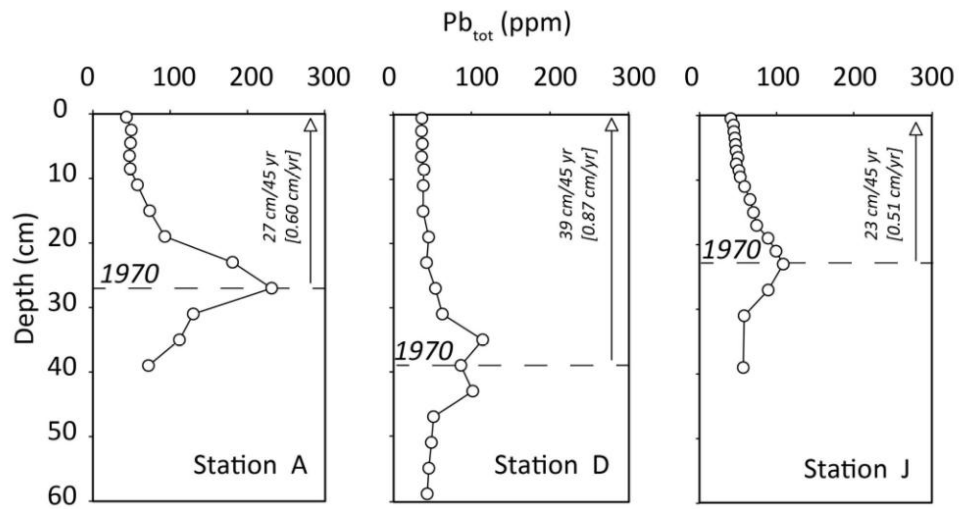 Pb_tot (ppm)
0 100 200 300
0 100 200 300
0 100 200 300
Depth (cm)
0
10
20
30
40
50
60
27 cm/45 yr
[0.60 cm/yr]
1970
Station A
39 cm/45 yr
[0.87 cm/yr]
1970
Station D
23 cm/45 yr
[0.51 cm/yr]
1970
Station J